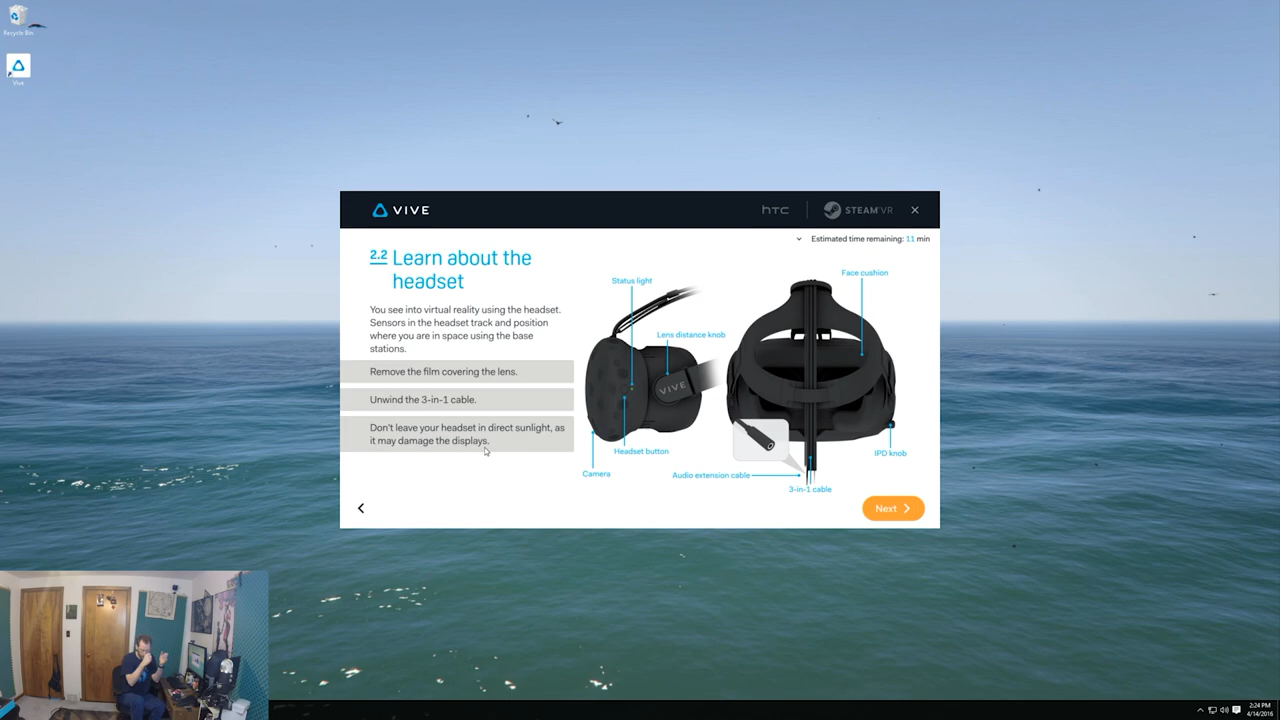 Recycle Bin
Vive
VIVE
hTC
STEAM VR
Estimated time remaining: 11 min
2.2 Learn about the
headset
You see into virtual reality using the headset.
Sensors in the headset track and position
where you are in space using the base
stations.
Remove the film covering the lens.
Unwind the 3-in-1 cable.
Don't leave your headset in direct sunlight, as
it may damage the displays.
Status light
Lens distance knob
VIVE
Headset button
Camera
Face cushion
IPD knob
Audio extension cable
3-in-1 cable
Next
2:24 PM
4/14/2016